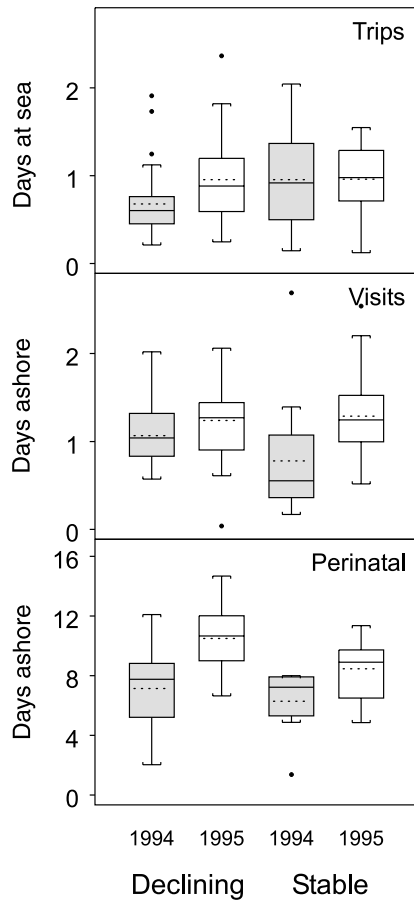 Trips
Days at sea
2
1
0
Visits
Days ashore
2
1
0
Perinatal
Days ashore
16
12
8
4
0
1994 1995 1994 1995
Declining Stable